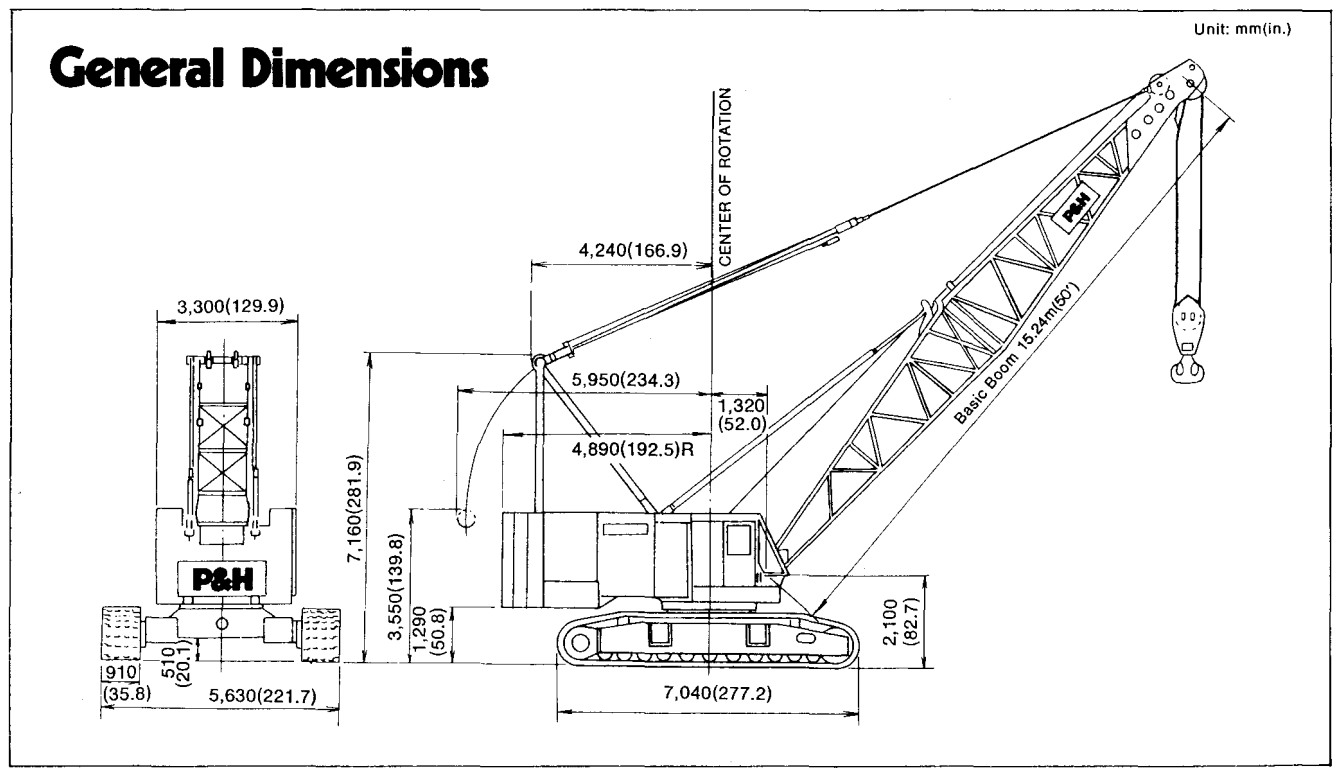 Unit: mm(in.)
General Dimensions
CENTER OF ROTATION
4,240(166.9)
3,300(129.9)
5,950(234.3)
1,320
(52.0)
4,890(192.5)R
Basic Boom 15.24m(50')
P&H
7,160(281.9)
3,550(139.8)
1,290
(50.8)
2,100
(82.7)
P&H
510
(20.1)
910
(35.8)
5,630(221.7)
7,040(277.2)